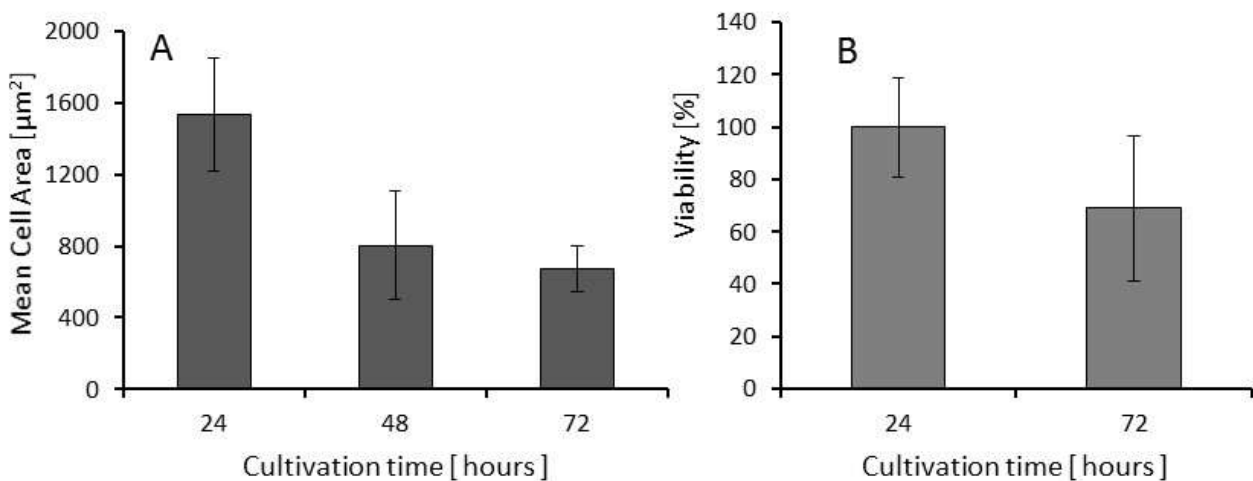 A
Mean Cell Area [µm²]
2000
1600
1200
800
400
0
24 48 72
Cultivation time [ hours ]
B
Viability [%]
140
120
100
80
60
40
20
0
24 72
Cultivation time [ hours ]